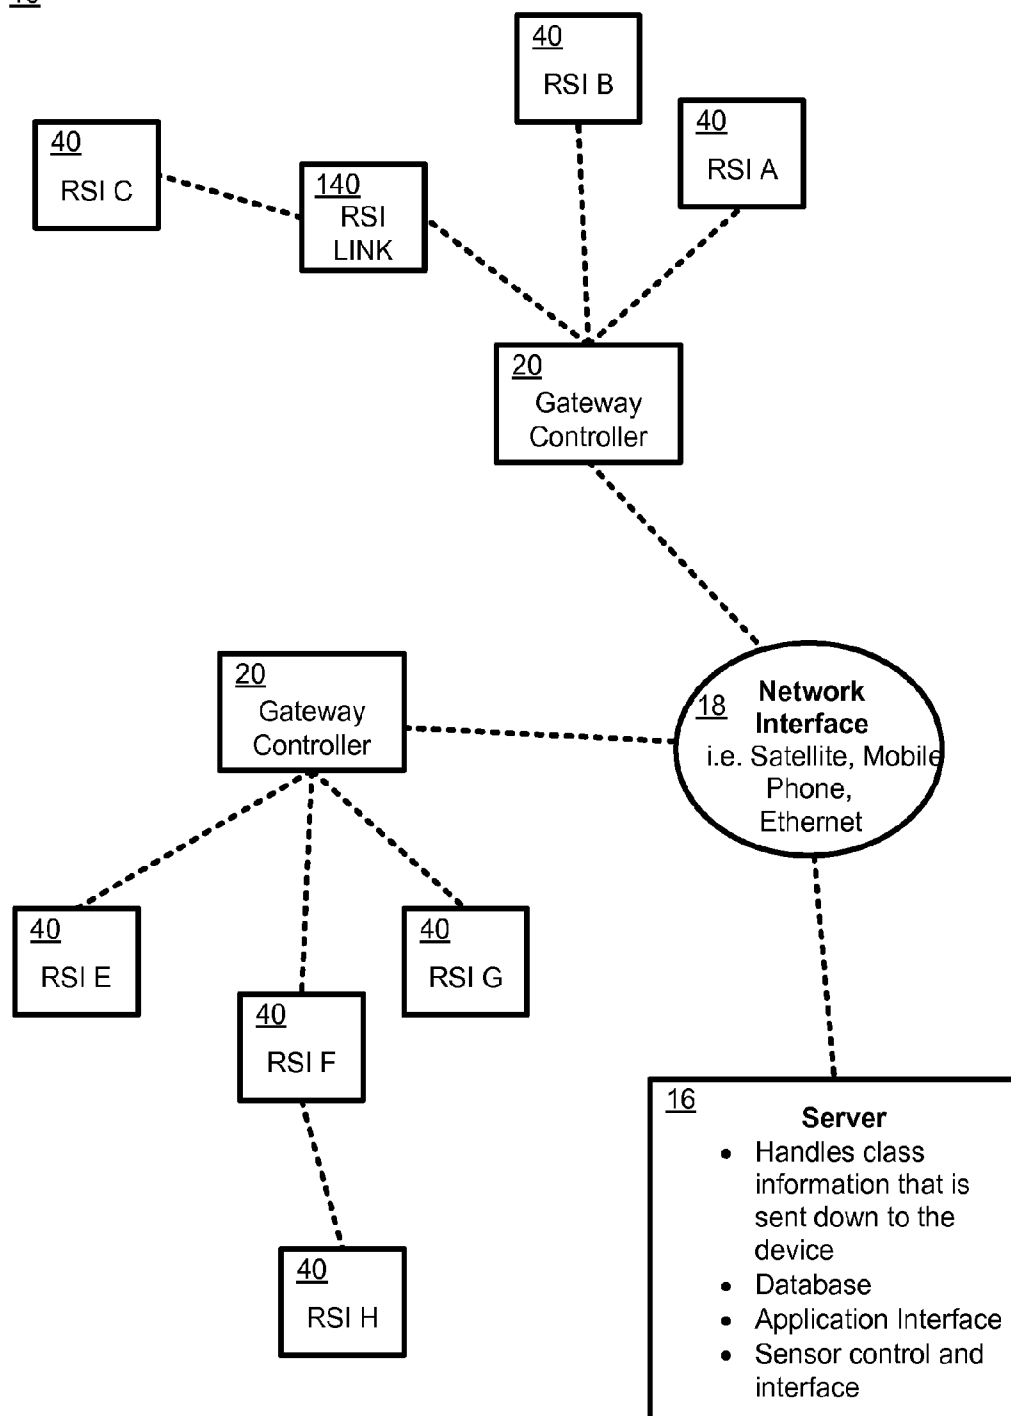 40
RSI B
40
RSI A
40
RSI C
140
RSI
LINK
20
Gateway
Controller
20
Gateway
Controller
18
Network
Interface
i.e. Satellite, Mobile
Phone,
Ethernet
40
RSI E
40
RSI G
40
RSI F
40
RSI H
16
Server
• Handles class
information that is
sent down to the
device
• Database
• Application Interface
• Sensor control and
interface